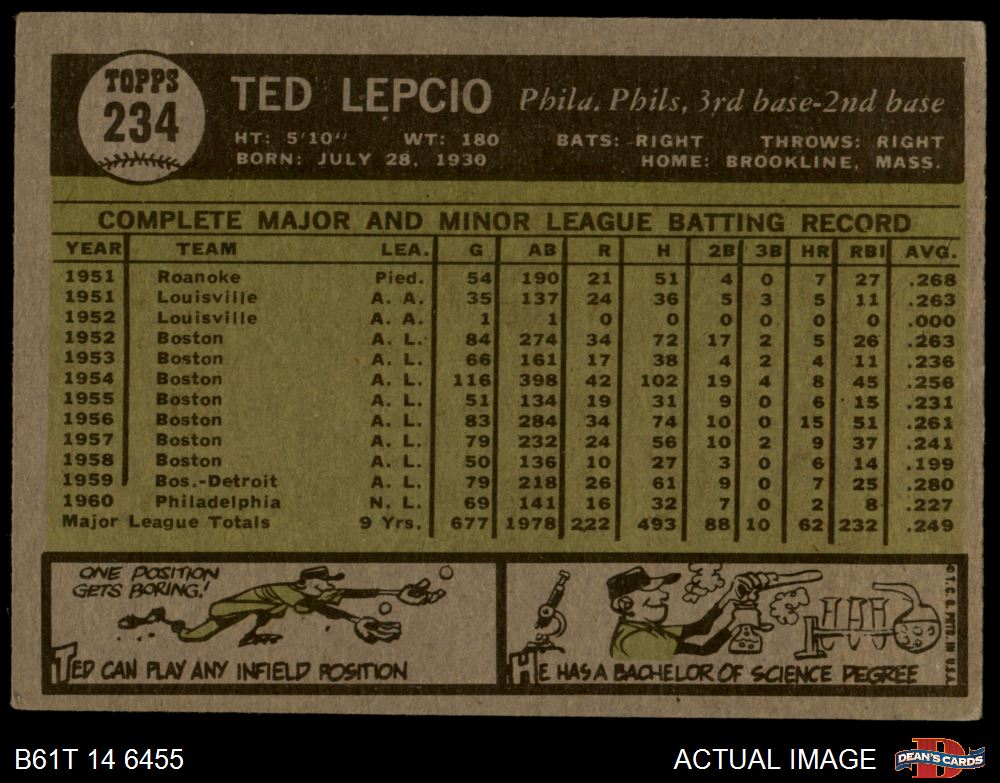 TOPPS
234
TED LEPCIO Phila. Phils, 3rd base-2nd base
HT: 5'10" WT: 180 BATS: RIGHT THROWS: RIGHT
BORN: JULY 28, 1930 HOME: BROOKLINE, MASS.
COMPLETE MAJOR AND MINOR LEAGUE BATTING RECORD
YEAR TEAM LEA. G AB R H 2B 3B HR RBI AVG.
1951 Roanoke Pied. 54 190 21 51 4 0 7 27 .268
1951 Louisville A. A. 35 137 24 36 5 3 5 11 .263
1952 Louisville A. A. 1 1 0 0 0 0 0 0 .000
1952 Boston A. L. 84 274 34 72 17 2 5 26 .263
1953 Boston A. L. 66 161 17 38 4 2 4 11 .236
1954 Boston A. L. 116 398 42 102 19 4 8 45 .256
1955 Boston A. L. 51 134 19 31 9 0 6 15 .231
1956 Boston A. L. 83 284 34 74 10 0 15 51 .261
1957 Boston A. L. 79 232 24 56 10 2 9 37 .241
1958 Boston A. L. 50 136 10 27 3 0 6 14 .199
1959 Bos.-Detroit A. L. 79 218 26 61 9 0 7 25 .280
1960 Philadelphia N. L. 69 141 16 32 7 0 2 8 .227
Major League Totals 9 Yrs. 677 1978 222 493 88 10 62 232 .249
ONE POSITION
GETS BORING!
TED CAN PLAY ANY INFIELD POSITION
HE HAS A BACHELOR OF SCIENCE DEGREE
© T. C. G. PRTD. IN U.S.A.
B61T 14 6455
ACTUAL IMAGE
DEAN'S CARDS